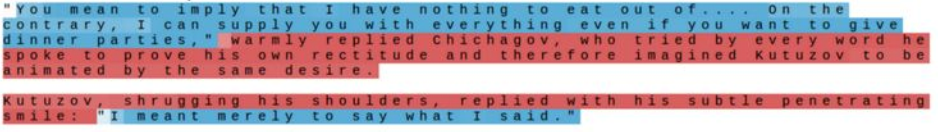 "You mean to imply that I have nothing to eat out of.... On the
contrary, I can supply you with everything even if you want to give
dinner parties," warmly replied Chichagov, who tried by every word he
spoke to prove his own rectitude and therefore imagined Kutuzov to be
animated by the same desire.
Kutuzov, shrugging his shoulders, replied with his subtle penetrating
smile: "I meant merely to say what I said."